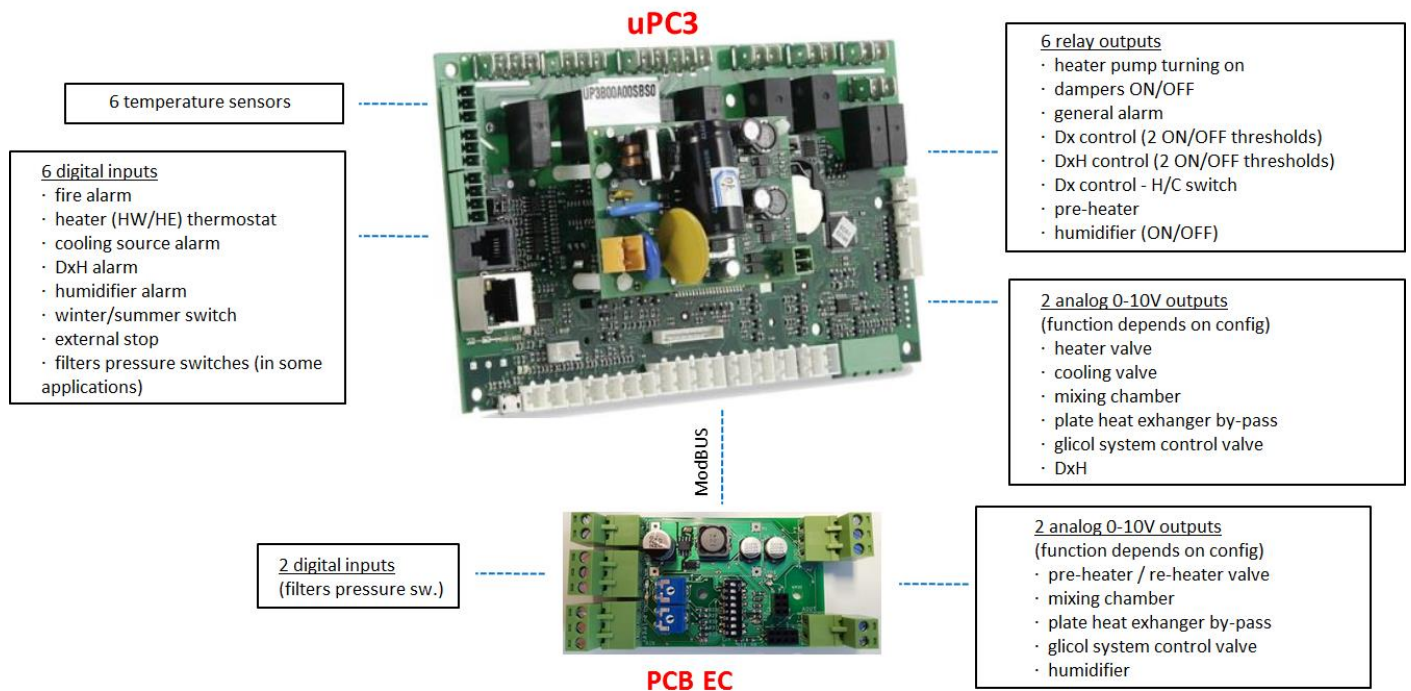 uPC3
6 temperature sensors
6 digital inputs
· fire alarm
· heater (HW/HE) thermostat
· cooling source alarm
· DxH alarm
· humidifier alarm
· winter/summer switch
· external stop
· filters pressure switches (in some
applications)
UP3B00A00SBS0
6 relay outputs
· heater pump turning on
· dampers ON/OFF
· general alarm
· Dx control (2 ON/OFF thresholds)
· DxH control (2 ON/OFF thresholds)
· Dx control - H/C switch
· pre-heater
· humidifier (ON/OFF)
2 analog 0-10V outputs
(function depends on config)
· heater valve
· cooling valve
· mixing chamber
· plate heat exhanger by-pass
· glicol system control valve
· DxH
ModBUS
2 digital inputs
(filters pressure sw.)
2 analog 0-10V outputs
(function depends on config)
· pre-heater / re-heater valve
· mixing chamber
· plate heat exhanger by-pass
· glicol system control valve
· humidifier
PCB EC